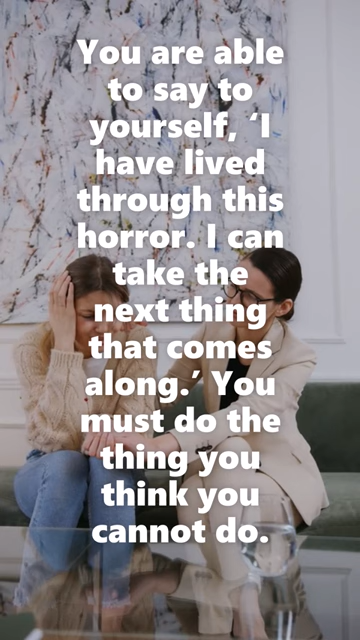 You are able
to say to
yourself, ‘I
have lived
through this
horror. I can
take the
next thing
that comes
along.’ You
must do the
thing you
think you
cannot do.